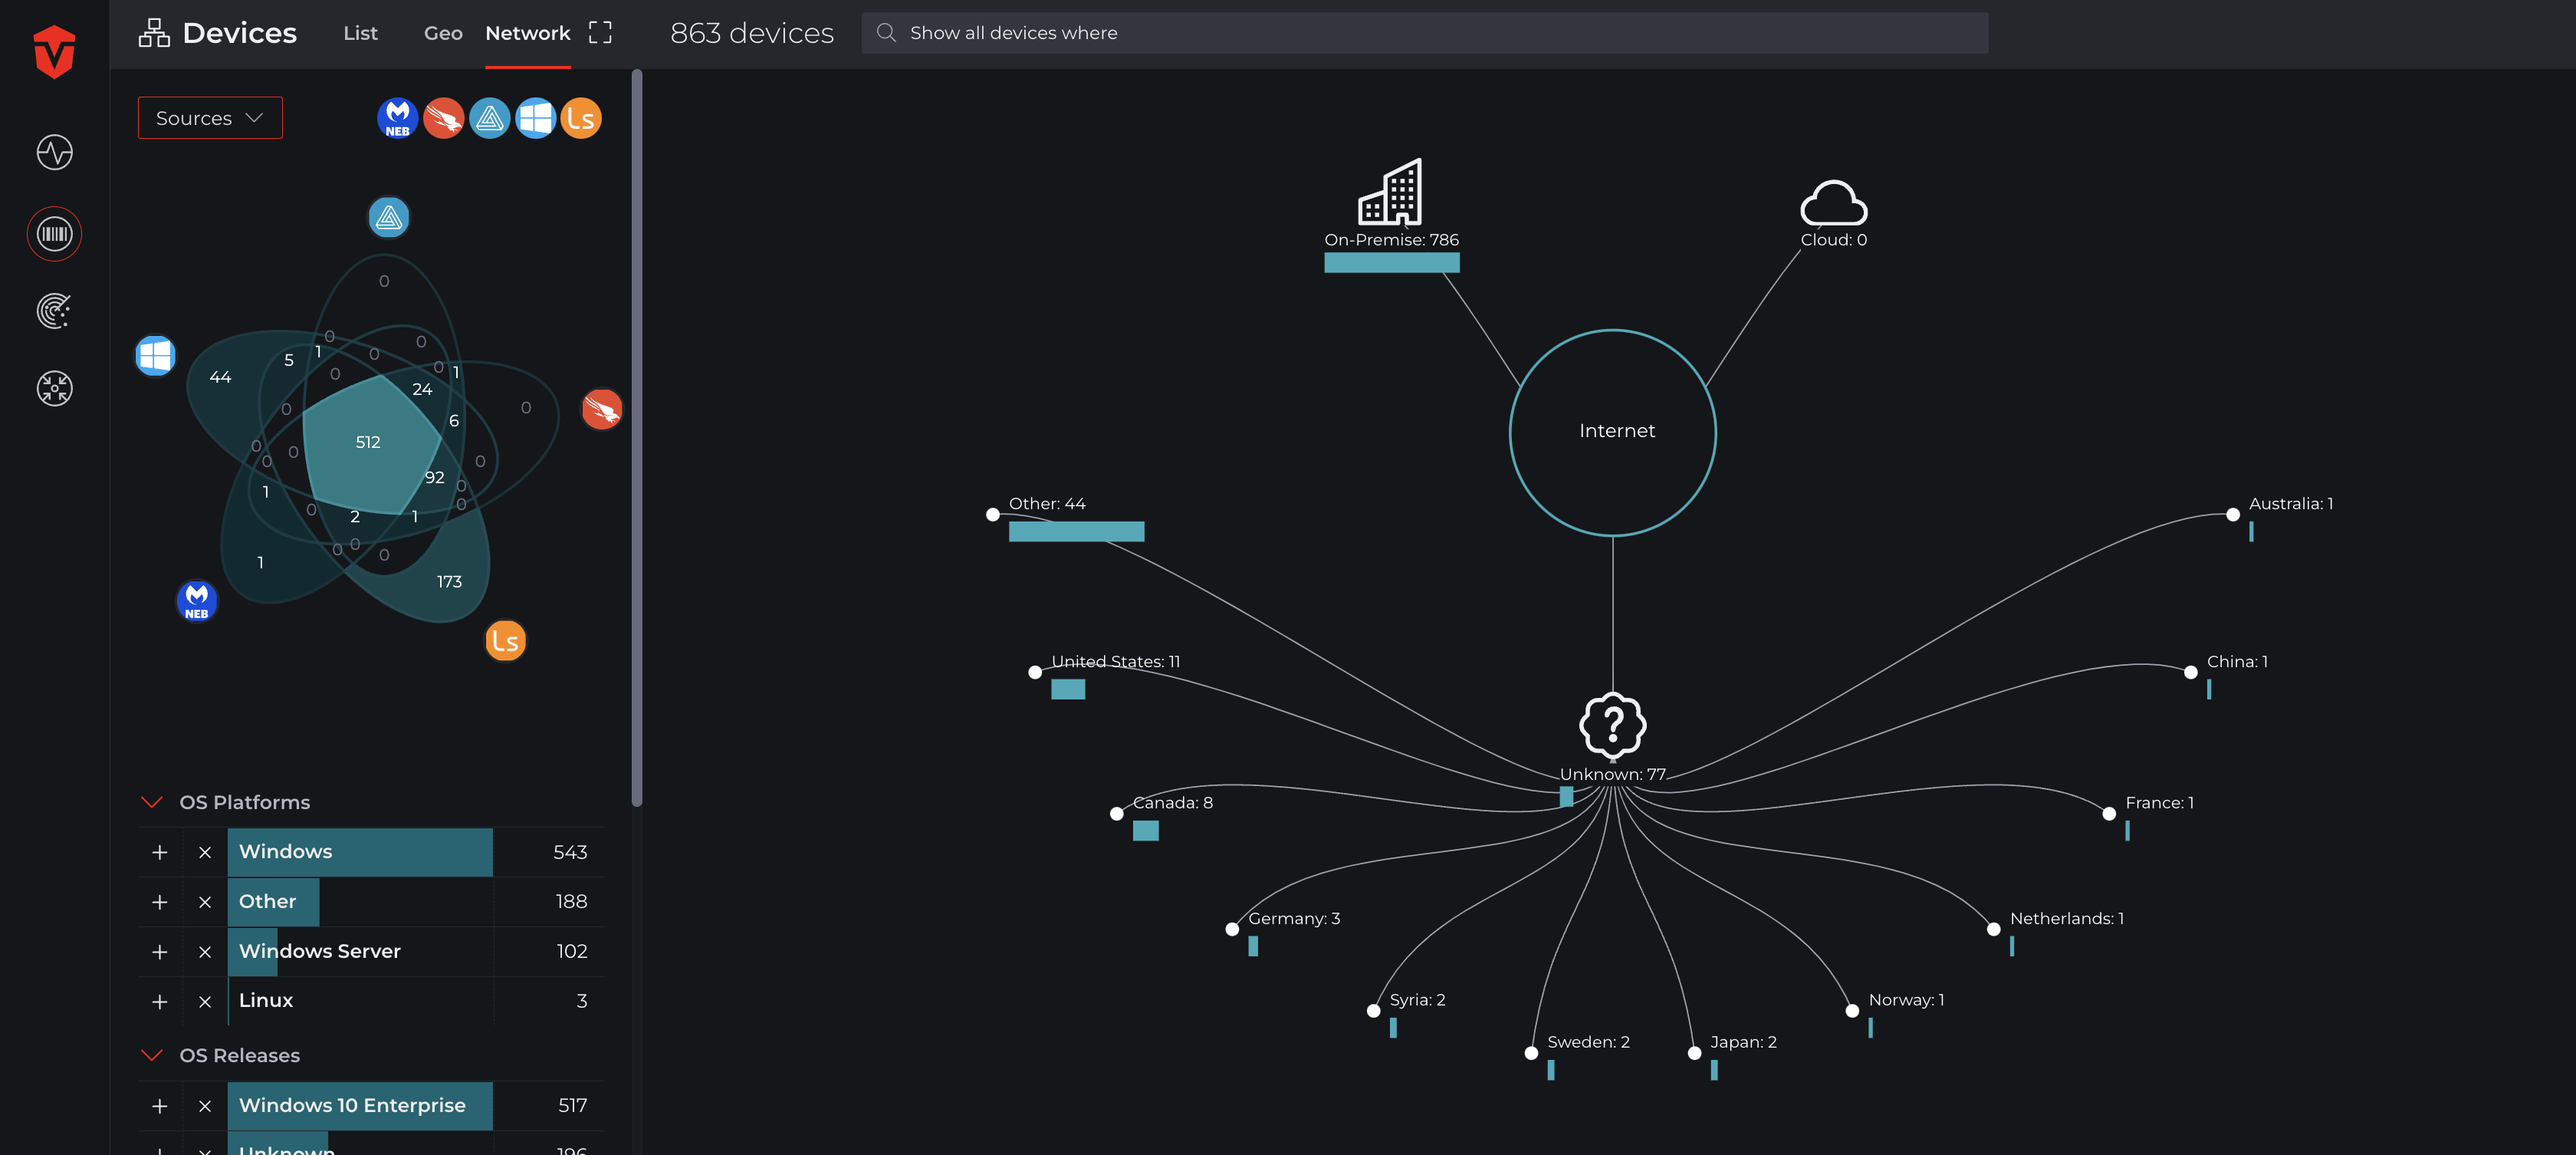 Devices
List
Geo
Network
863 devices
Show all devices where
Sources
NEB
Ls
0
0
0
0
1
5
0
0
1
44
0
24
0
0
6
512
0
0
0
0
0
92
0
1
0
0
2
1
0
0
0
1
173
NEB
Ls
OS Platforms
Windows 543
Other 188
Windows Server 102
Linux 3
OS Releases
Windows 10 Enterprise 517
Unknown 196
On-Premise: 786
Cloud: 0
Internet
Other: 44
Australia: 1
United States: 11
China: 1
Unknown: 77
Canada: 8
France: 1
Germany: 3
Netherlands: 1
Syria: 2
Norway: 1
Sweden: 2
Japan: 2